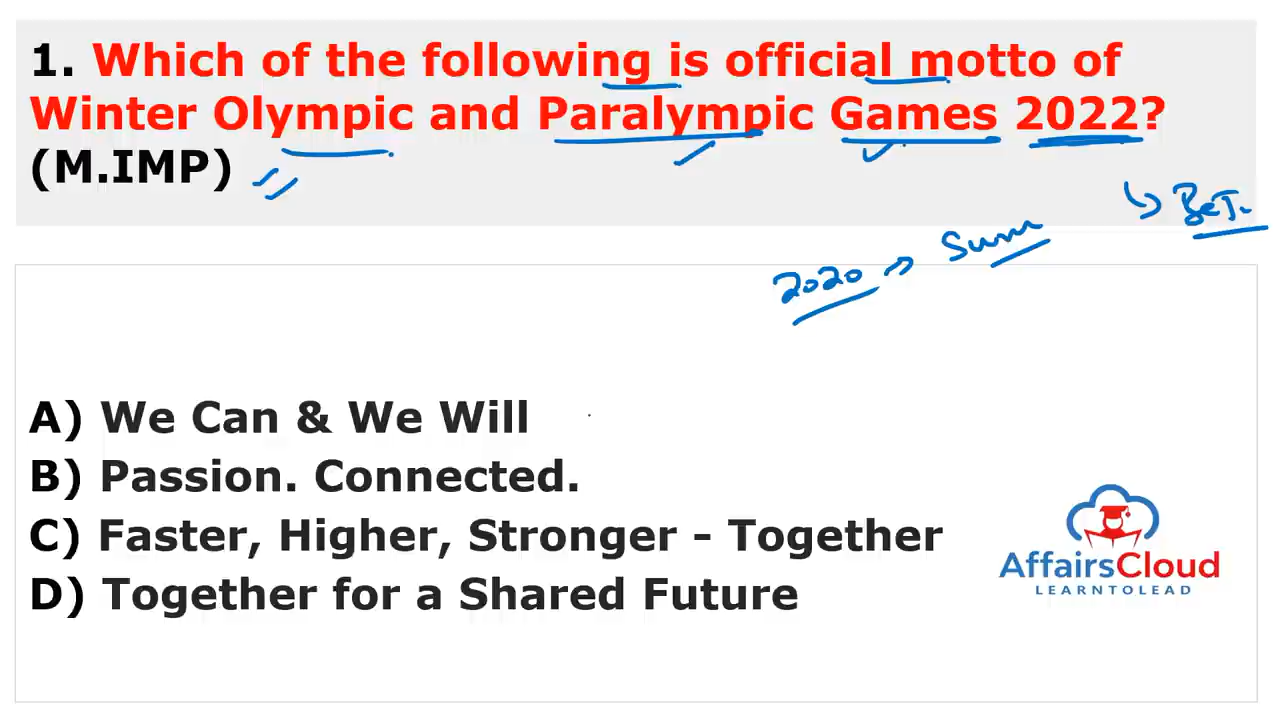 1. Which of the following is official motto of
Winter Olympic and Paralympic Games 2022?
(M.IMP)
2020 → Sum
A) We Can & We Will
B) Passion. Connected.
C) Faster, Higher, Stronger - Together
D) Together for a Shared Future
AffairsCloud
LEARNTOLEAD